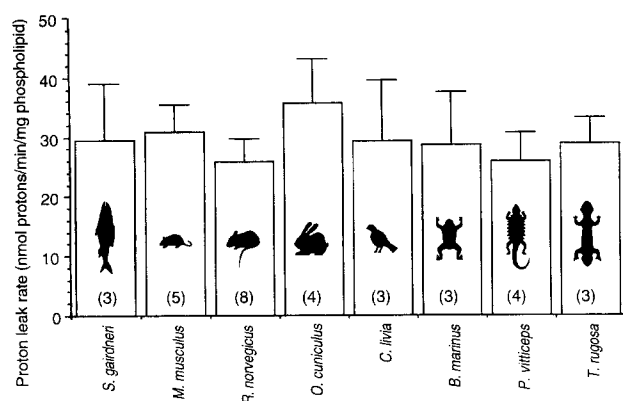 Proton leak rate (nmol protons/min/mg phospholipid)
50
40
30
20
10
0
(3)
(5)
(8)
(4)
(3)
(3)
(4)
(3)
S. gairdneri
M. musculus
R. norvegicus
O. cuniculus
C. livia
B. marinus
P. vitticeps
T. rugosa